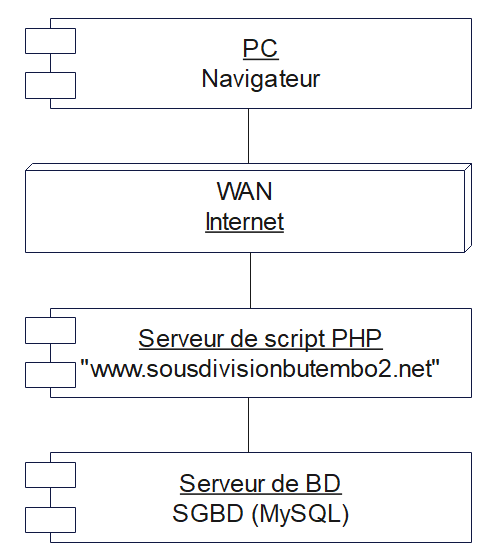 PC
Navigateur
WAN
Internet
Serveur de script PHP
"www.sousdivisionbutembo2.net"
Serveur de BD
SGBD (MySQL)